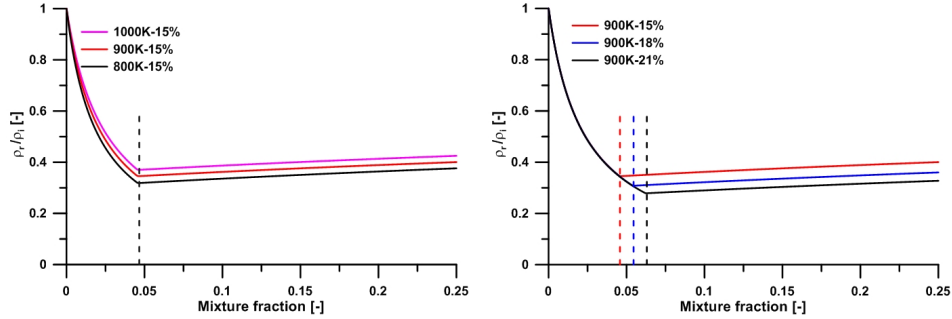 1
0.8
0.6
0.4
0.2
0
ρr/ρi [-]
1000K-15%
900K-15%
800K-15%
0 0.05 0.1 0.15 0.2 0.25
Mixture fraction [-]
1
0.8
0.6
0.4
0.2
0
ρr/ρi [-]
900K-15%
900K-18%
900K-21%
0 0.05 0.1 0.15 0.2 0.25
Mixture fraction [-]